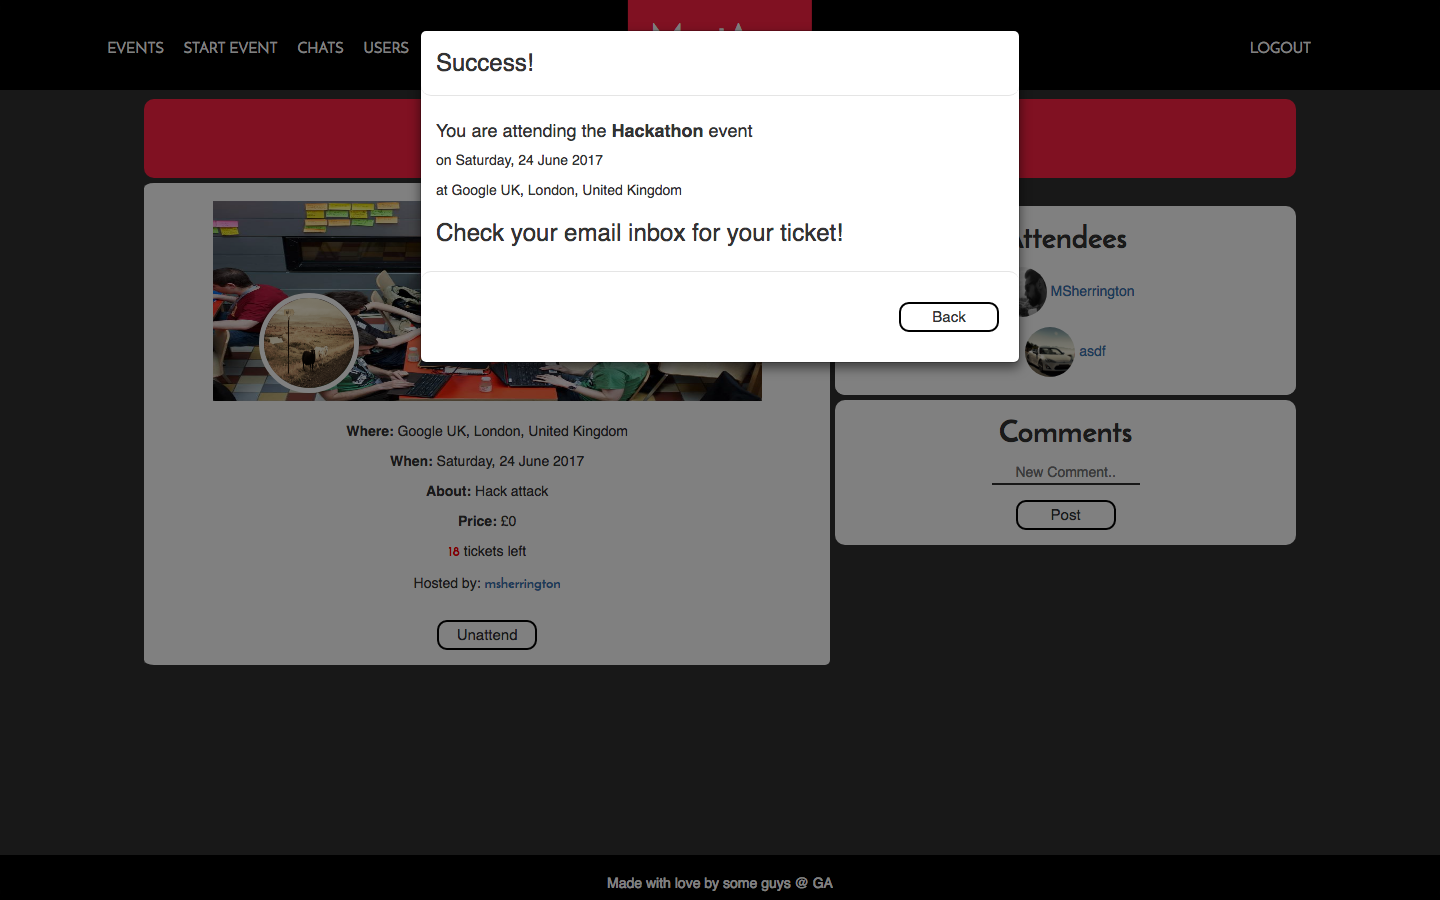 EVENTS START EVENT CHATS USERS
LOGOUT
Success!
You are attending the Hackathon event
on Saturday, 24 June 2017
at Google UK, London, United Kingdom
Check your email inbox for your ticket!
Back
Where: Google UK, London, United Kingdom
When: Saturday, 24 June 2017
About: Hack attack
Price: £0
18 tickets left
Hosted by: msherrington
Unattend
Attendees
MSherrington
asdf
Comments
New Comment..
Post
Made with love by some guys @ GA